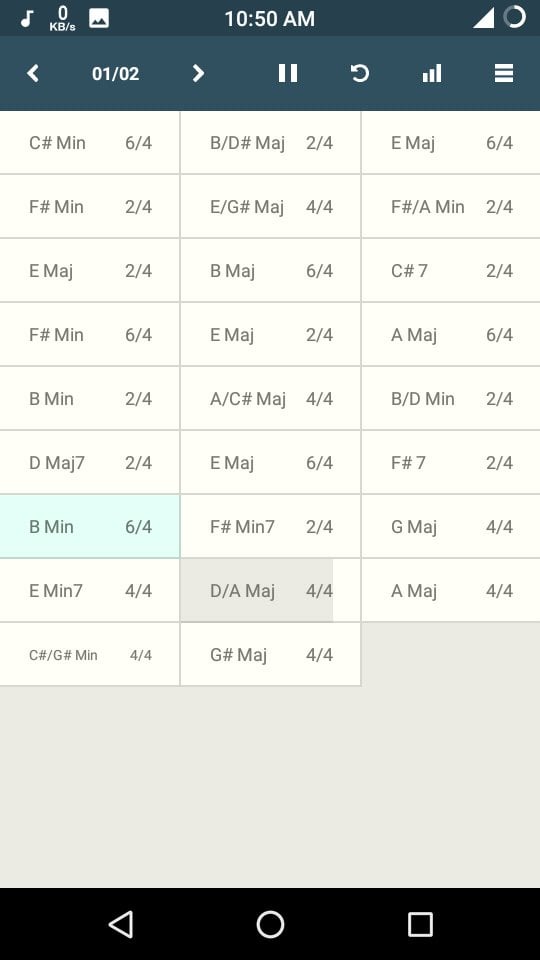 0
KB/s
10:50 AM
01/02
C# Min 6/4 B/D# Maj 2/4 E Maj 6/4
F# Min 2/4 E/G# Maj 4/4 F#/A Min 2/4
E Maj 2/4 B Maj 6/4 C# 7 2/4
F# Min 6/4 E Maj 2/4 A Maj 6/4
B Min 2/4 A/C# Maj 4/4 B/D Min 2/4
D Maj7 2/4 E Maj 6/4 F# 7 2/4
B Min 6/4 F# Min7 2/4 G Maj 4/4
E Min7 4/4 D/A Maj 4/4 A Maj 4/4
C#/G# Min 4/4 G# Maj 4/4